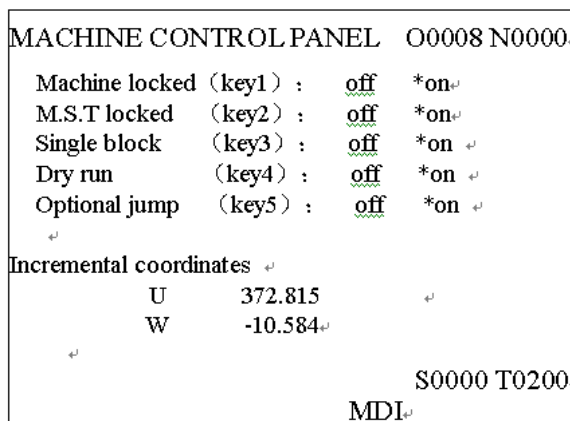 MACHINE CONTROL PANEL O0008 N0000
Machine locked （key1）： off *on
M.S.T locked （key2）： off *on
Single block （key3）： off *on
Dry run （key4）： off *on
Optional jump （key5）： off *on
Incremental coordinates
U 372.815
W -10.584
S0000 T0200
MDI